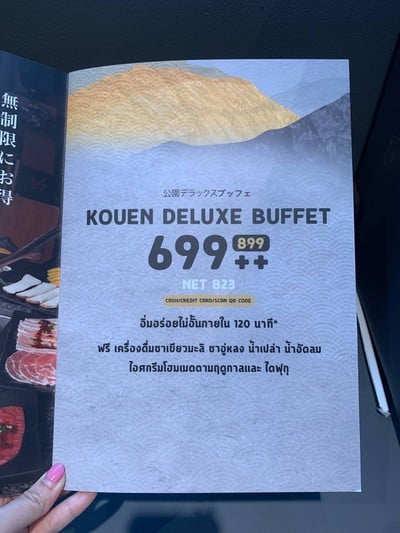 無制限にお得
公園デラックスブッフェ
KOUEN DELUXE BUFFET
699++ 899
NET 823
CASH/CREDIT CARD/SCAN QR CODE
อิ่มอร่อยไม่อั้นภายใน 120 นาที*
ฟรี เครื่องดื่มชาเขียวมะลิ ชาอู่หลง น้ำเปล่า น้ำอัดลม
ไอศกรีมโฮมเมดตามฤดูกาลและ ไดฟุกุ